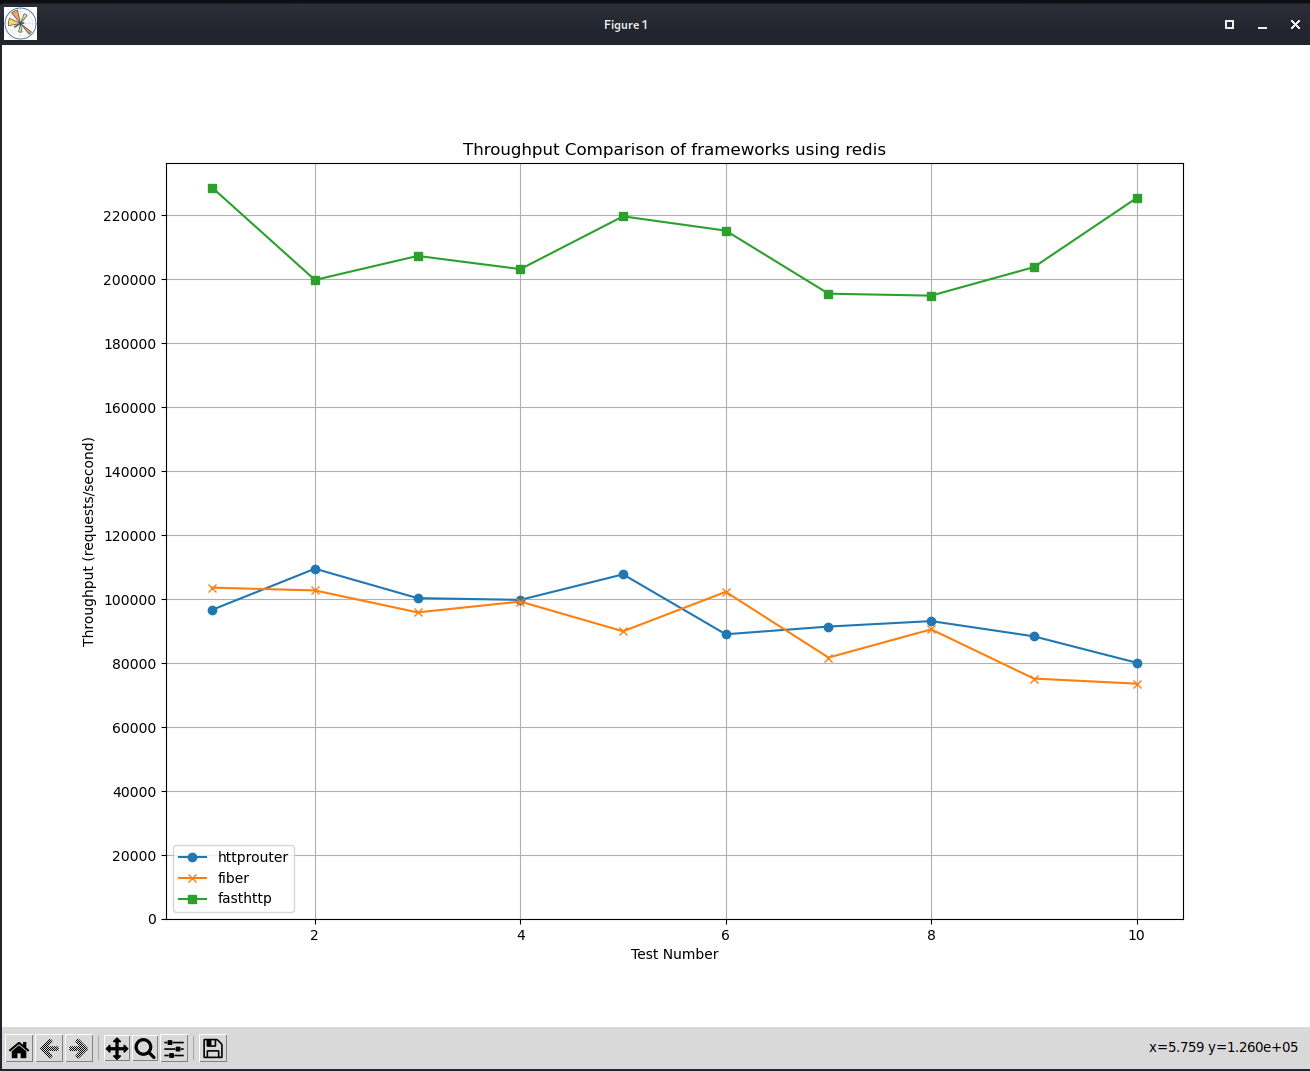 Figure 1
Throughput Comparison of frameworks using redis
220000
200000
180000
160000
140000
120000
100000
80000
60000
40000
20000
0
Throughput (requests/second)
httprouter
fiber
fasthttp
2 4 6 8 10
Test Number
x=5.759 y=1.260e+05